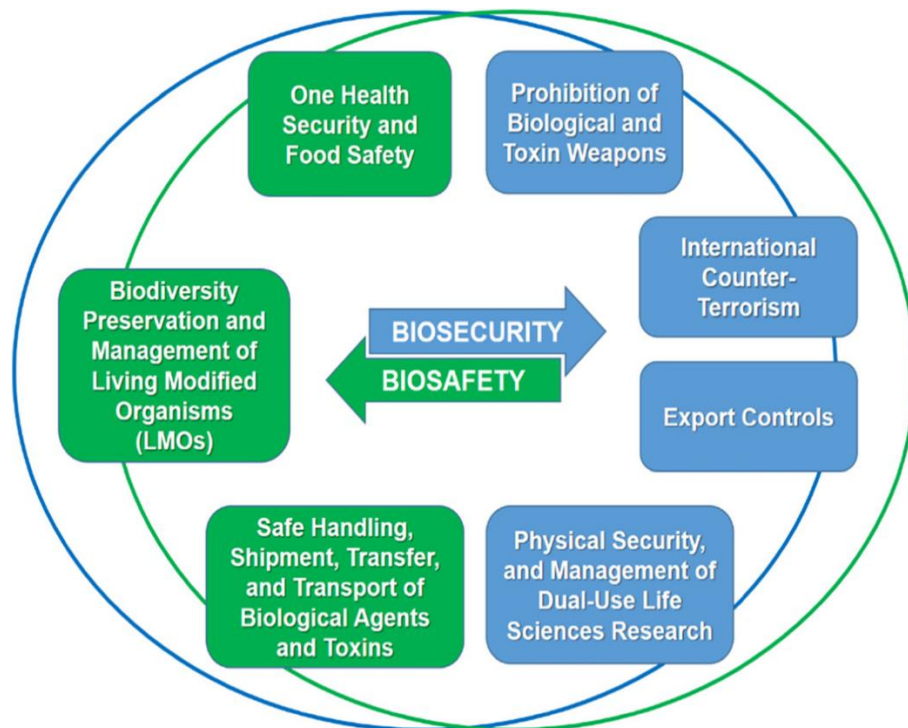 One Health
Security and
Food Safety
Prohibition of
Biological and
Toxin Weapons
International
Counter-
Terrorism
Biodiversity
Preservation and
Management of
Living Modified
Organisms
(LMOs)
BIOSECURITY
BIOSAFETY
Export Controls
Safe Handling,
Shipment, Transfer,
and Transport of
Biological Agents
and Toxins
Physical Security,
and Management of
Dual-Use Life
Sciences Research